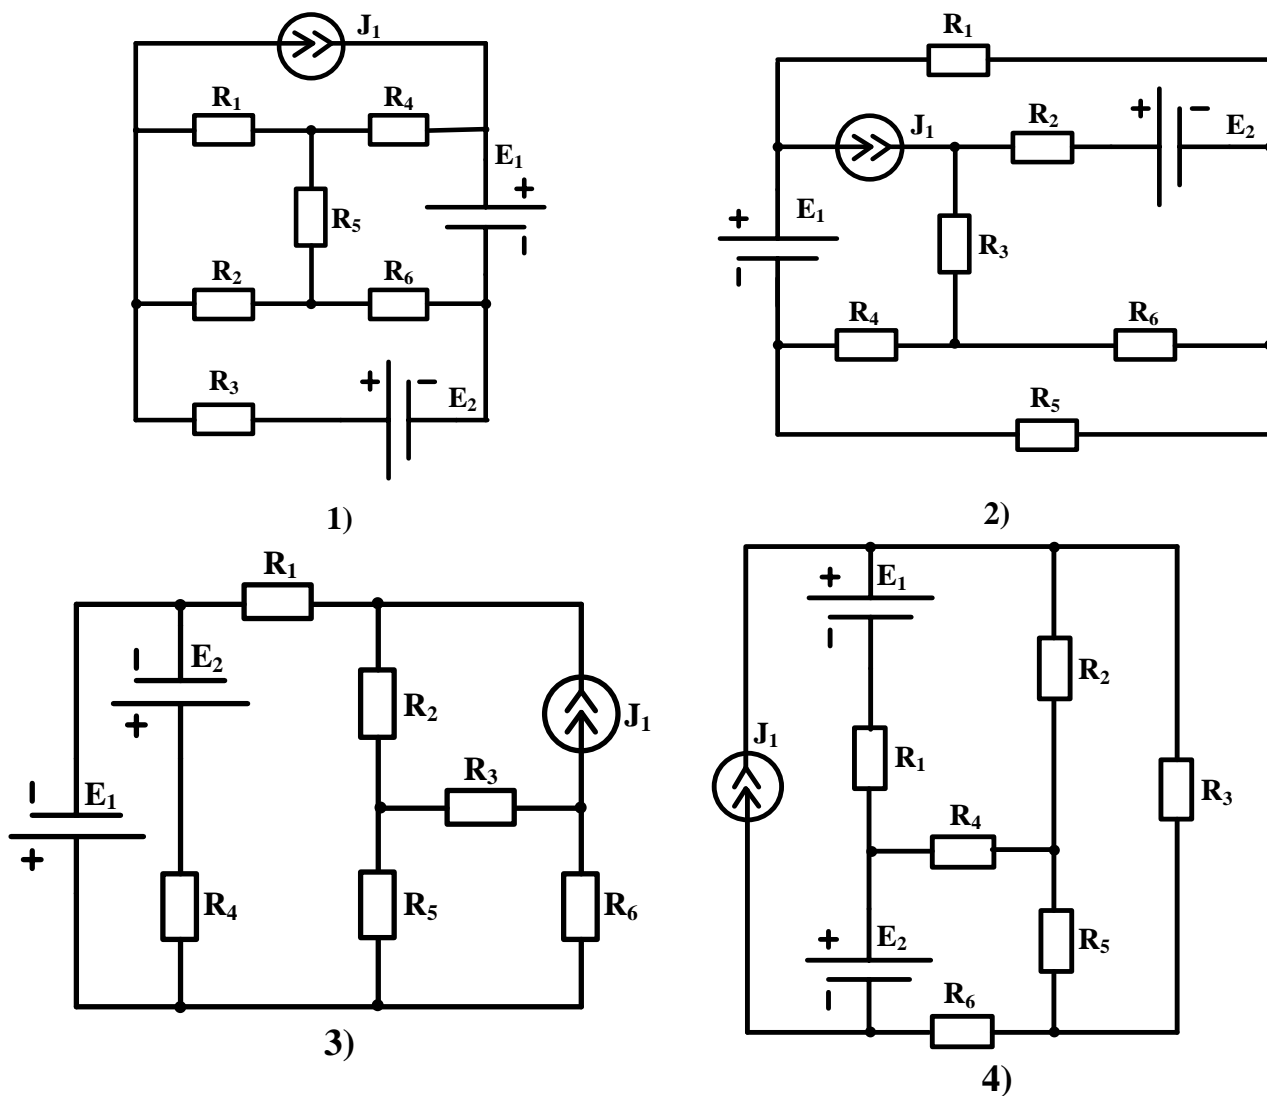 J₁
R₁ R₄
E₁
+
R₅
−
R₂ R₆
R₃ + − E₂
1)
R₁
J₁ R₂ + − E₂
+ E₁
R₃
−
R₄ R₆
R₅
2)
R₁
− E₂
+
R₂ J₁
− E₁
+
R₃
R₄ R₅ R₆
3)
+ E₁
−
R₂
J₁ R₁ R₃
R₄
+ E₂
R₅
−
R₆
4)